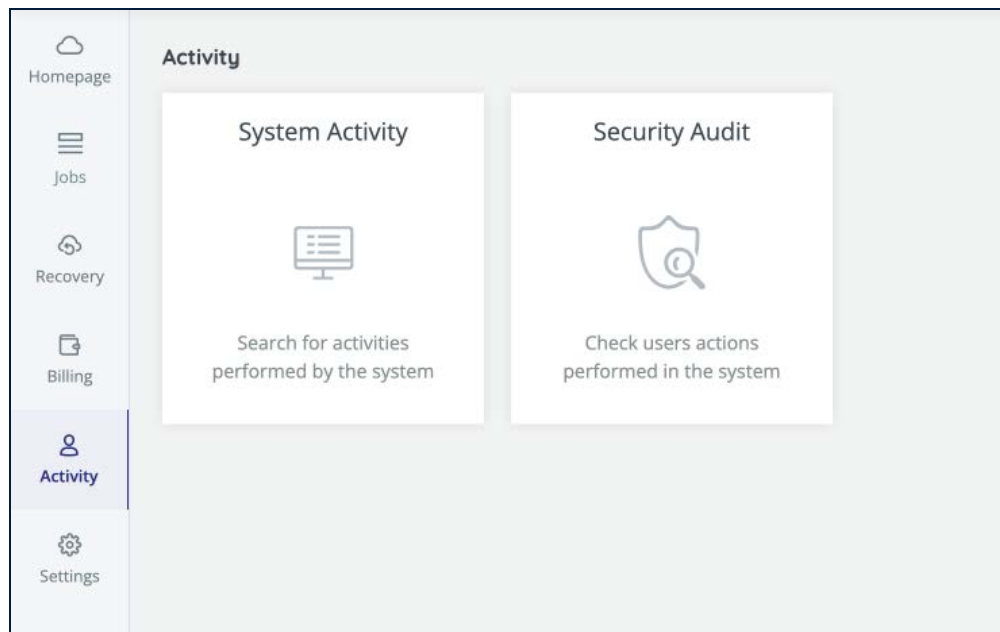 Homepage
Jobs
Recovery
Billing
Activity
Settings
Activity
System Activity
Search for activities
performed by the system
Security Audit
Check users actions
performed in the system